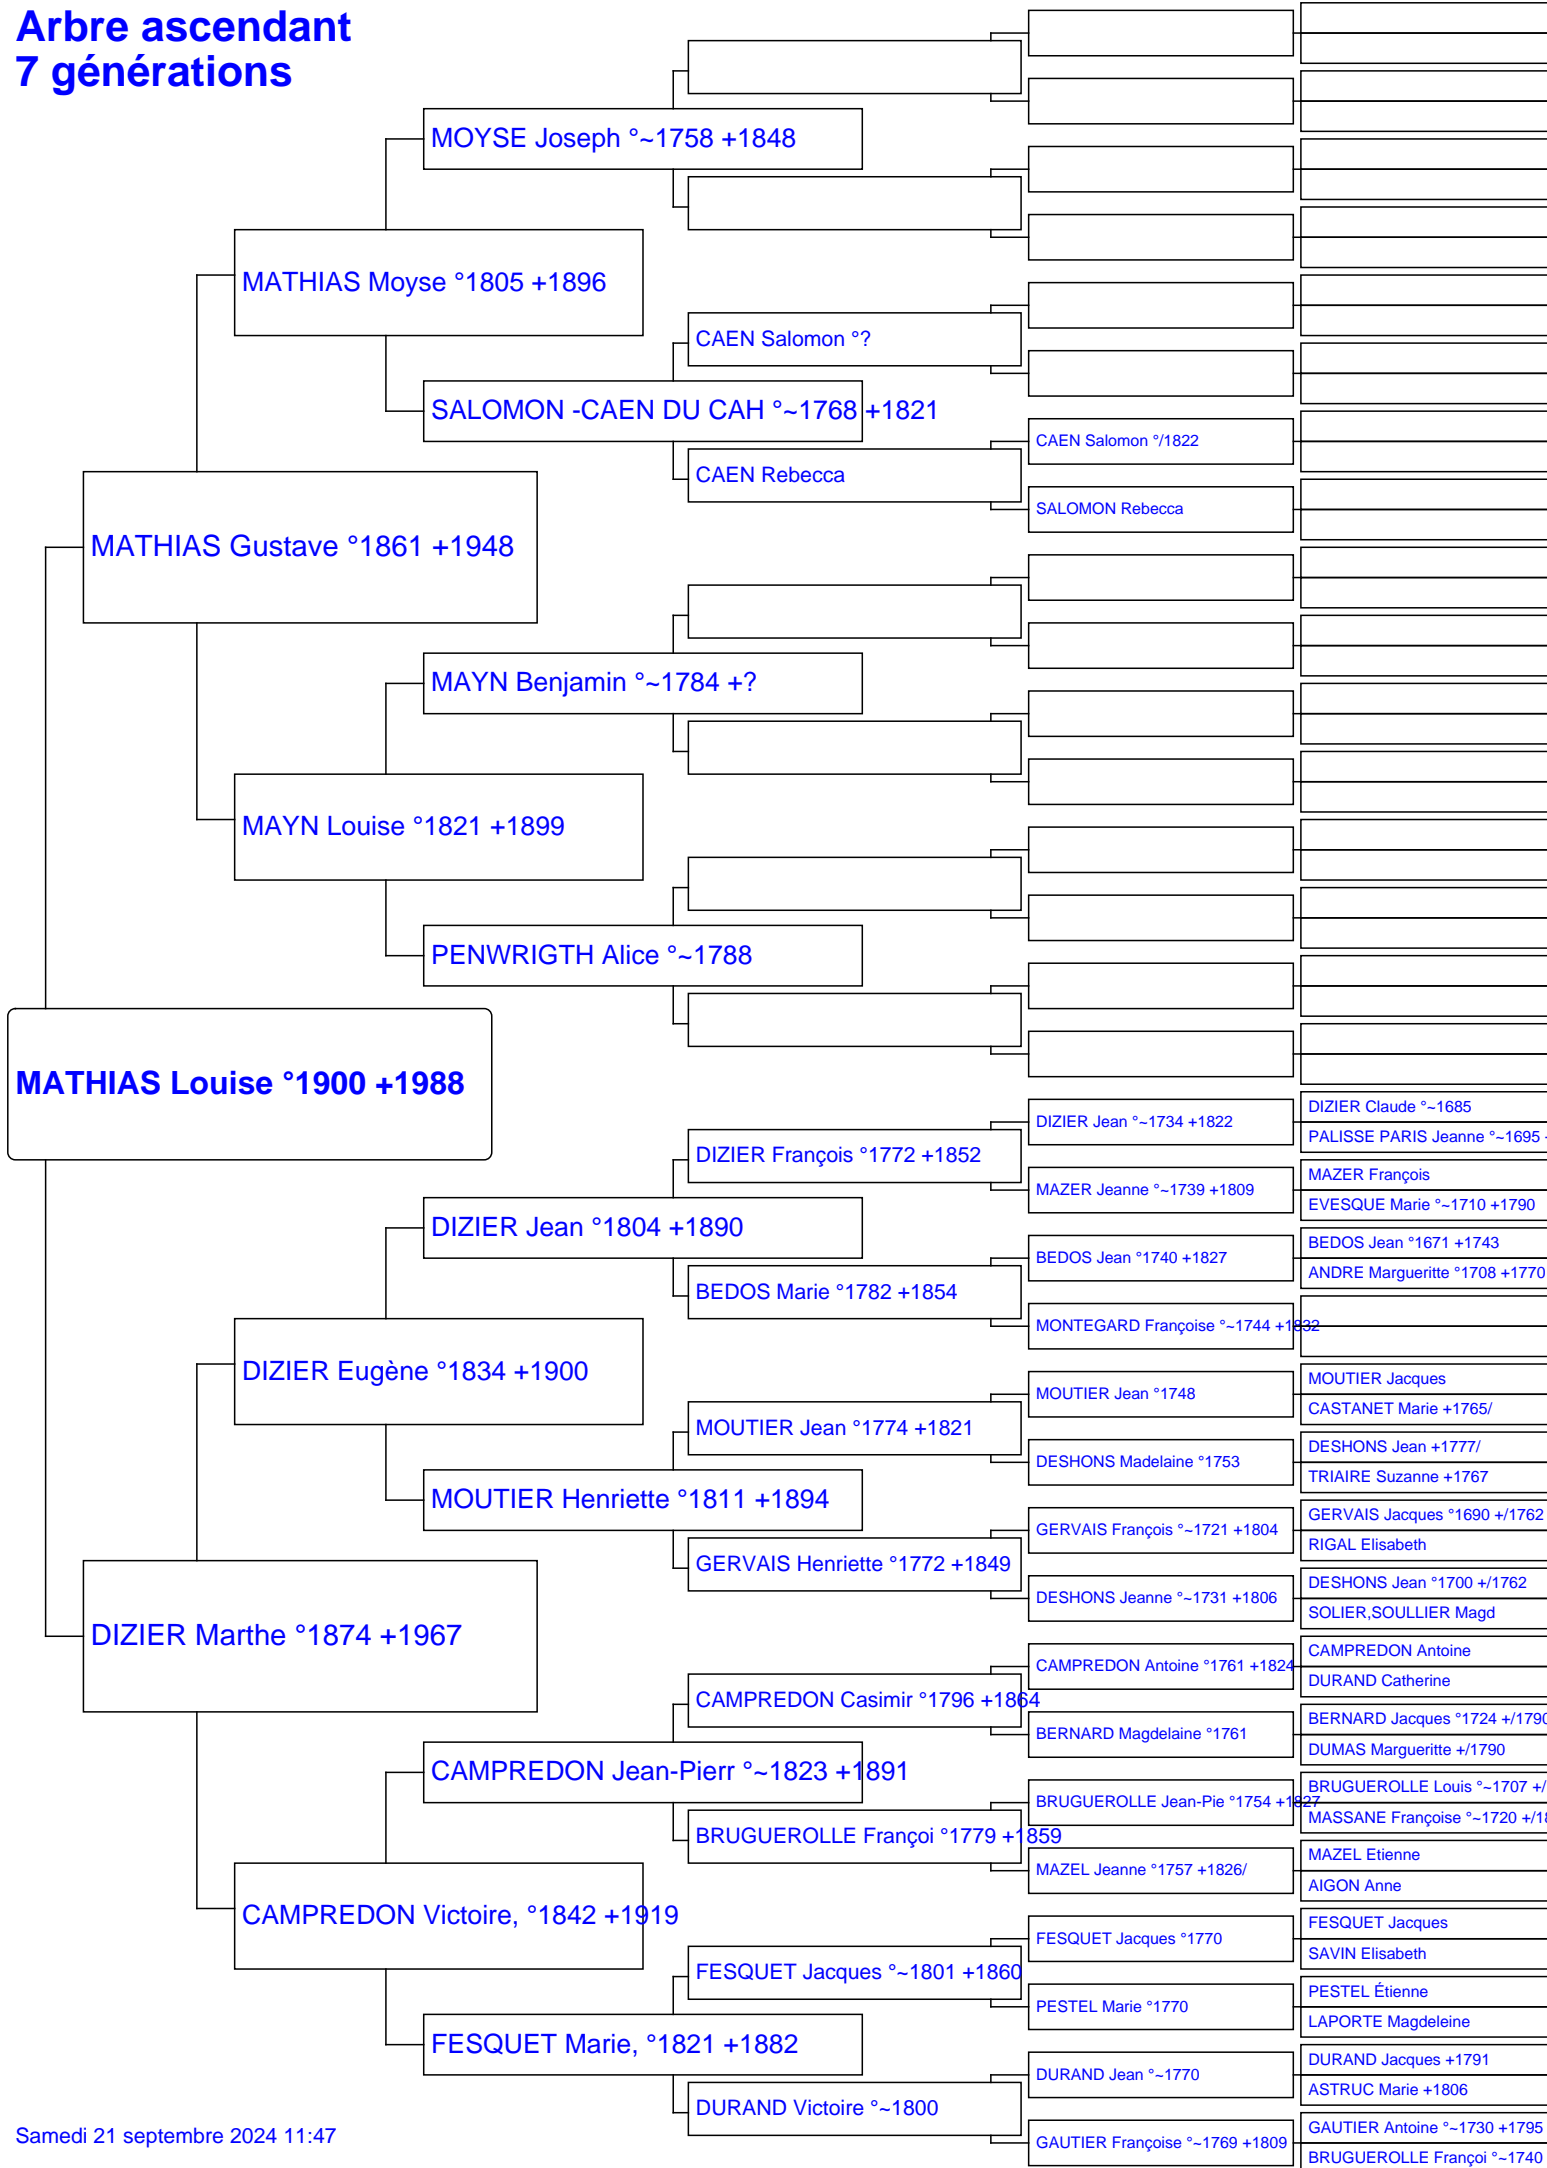 Arbre ascendant
7 générations
MOYSE Joseph °~1758 +1848
MATHIAS Moyse °1805 +1896
CAEN Salomon °?
SALOMON -CAEN DU CAH °~1768 +1821
CAEN Salomon °/1822
CAEN Rebecca
SALOMON Rebecca
MATHIAS Gustave °1861 +1948
MAYN Benjamin °~1784 +?
MAYN Louise °1821 +1899
PENWRIGTH Alice °~1788
MATHIAS Louise °1900 +1988
DIZIER Claude °~1685
DIZIER Jean °~1734 +1822
PALISSE PARIS Jeanne °~1695 -
DIZIER François °1772 +1852
MAZER François
MAZER Jeanne °~1739 +1809
EVESQUE Marie °~1710 +1790
DIZIER Jean °1804 +1890
BEDOS Jean °1671 +1743
BEDOS Jean °1740 +1827
ANDRE Margueritte °1708 +1770
BEDOS Marie °1782 +1854
MONTEGARD Françoise °~1744 +1832
DIZIER Eugène °1834 +1900
MOUTIER Jacques
MOUTIER Jean °1748
CASTANET Marie +1765/
MOUTIER Jean °1774 +1821
DESHONS Jean +1777/
DESHONS Madelaine °1753
TRIAIRE Suzanne +1767
MOUTIER Henriette °1811 +1894
GERVAIS Jacques °1690 +/1762
GERVAIS François °~1721 +1804
RIGAL Elisabeth
GERVAIS Henriette °1772 +1849
DESHONS Jean °1700 +/1762
DESHONS Jeanne °~1731 +1806
SOLIER,SOULLIER Magd
DIZIER Marthe °1874 +1967
CAMPREDON Antoine
CAMPREDON Antoine °1761 +1824
DURAND Catherine
CAMPREDON Casimir °1796 +1864
BERNARD Jacques °1724 +/1790
BERNARD Magdelaine °1761
DUMAS Margueritte +/1790
CAMPREDON Jean-Pierr °~1823 +1891
BRUGUEROLLE Louis °~1707 +/
BRUGUEROLLE Jean-Pie °1754 +1827
MASSANE Françoise °~1720 +/18
BRUGUEROLLE Françoi °1779 +1859
MAZEL Etienne
MAZEL Jeanne °1757 +1826/
AIGON Anne
CAMPREDON Victoire, °1842 +1919
FESQUET Jacques
FESQUET Jacques °1770
SAVIN Elisabeth
FESQUET Jacques °~1801 +1860
PESTEL Étienne
PESTEL Marie °1770
LAPORTE Magdeleine
FESQUET Marie, °1821 +1882
DURAND Jacques +1791
DURAND Jean °~1770
ASTRUC Marie +1806
DURAND Victoire °~1800
GAUTIER Antoine °~1730 +1795
GAUTIER Françoise °~1769 +1809
BRUGUEROLLE Françoi °~1740
Samedi 21 septembre 2024 11:47